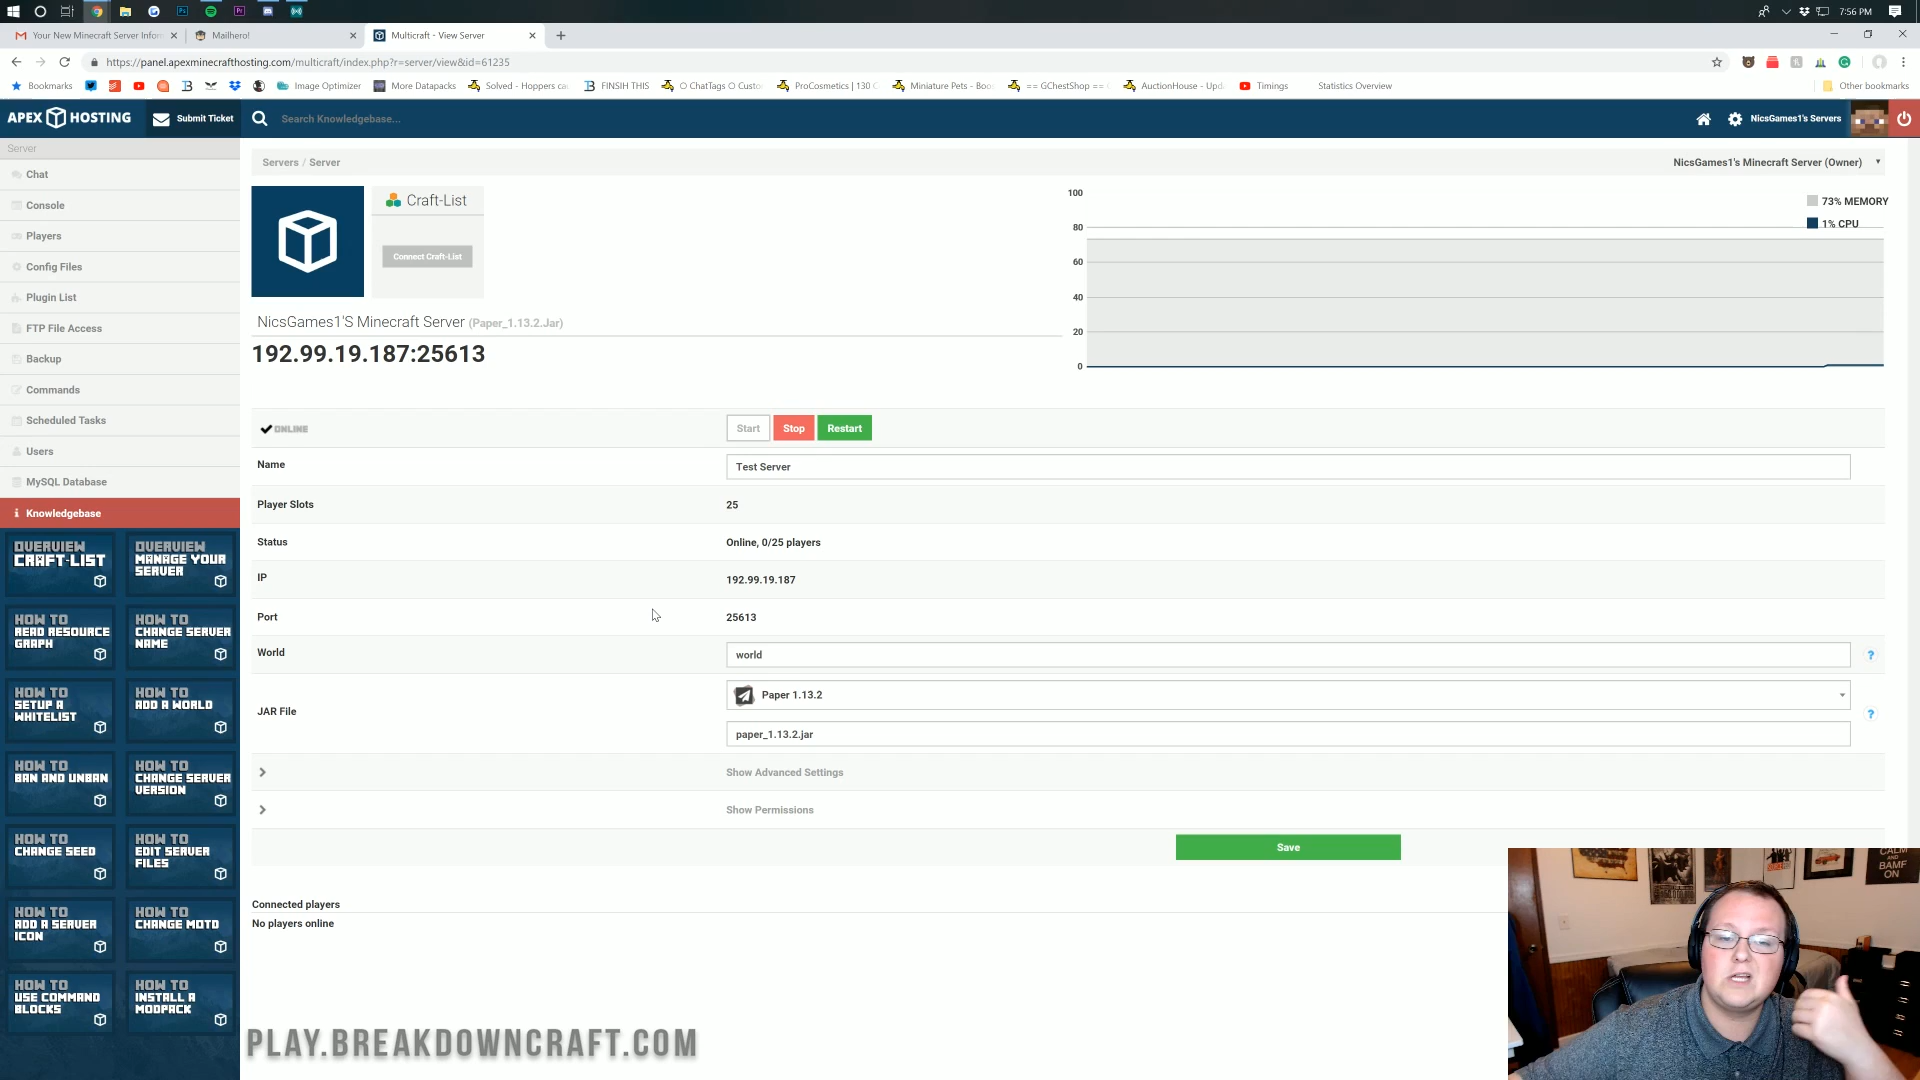 7:56 PM
Your New Minecraft Server Infor
Mailhero!
Multicraft - View Server
https://panel.apexminecrafthosting.com/multicraft/index.php?r=server/view&id=61235
Bookmarks
Image Optimizer
More Datapacks
Solved - Hoppers ca
FINSIH THIS
O ChatTags O Custo
ProCosmetics | 130 C
Miniature Pets - Boo
== GChestShop ==
AuctionHouse - Upd
Timings
Statistics Overview
Other bookmarks
APEX HOSTING
Submit Ticket
Search Knowledgebase...
NicsGames1's Servers
Server
Chat
Console
Players
Config Files
Plugin List
FTP File Access
Backup
Commands
Scheduled Tasks
Users
MySQL Database
Knowledgebase
OVERVIEW
CRAFT-LIST
OVERVIEW
MANAGE YOUR
SERVER
HOW TO
READ RESOURCE
GRAPH
HOW TO
CHANGE SERVER
NAME
HOW TO
SETUP A
WHITELIST
HOW TO
ADD A WORLD
HOW TO
BAN AND UNBAN
HOW TO
CHANGE SERVER
VERSION
HOW TO
CHANGE SEED
HOW TO
EDIT SERVER
FILES
HOW TO
ADD A SERVER
ICON
HOW TO
CHANGE MOTD
HOW TO
USE COMMAND
BLOCKS
HOW TO
INSTALL A
MODPACK
Servers / Server
NicsGames1's Minecraft Server (Owner)
Craft-List
Connect Craft-List
100
80
60
40
20
0
73% MEMORY
1% CPU
NicsGames1'S Minecraft Server (Paper_1.13.2.Jar)
192.99.19.187:25613
ONLINE
Start
Stop
Restart
Name
Test Server
Player Slots
25
Status
Online, 0/25 players
IP
192.99.19.187
Port
25613
World
world
?
JAR File
Paper 1.13.2
paper_1.13.2.jar
?
Show Advanced Settings
Show Permissions
Save
Connected players
No players online
PLAY.BREAKDOWNCRAFT.COM
CALM
AND
BAMF
ON